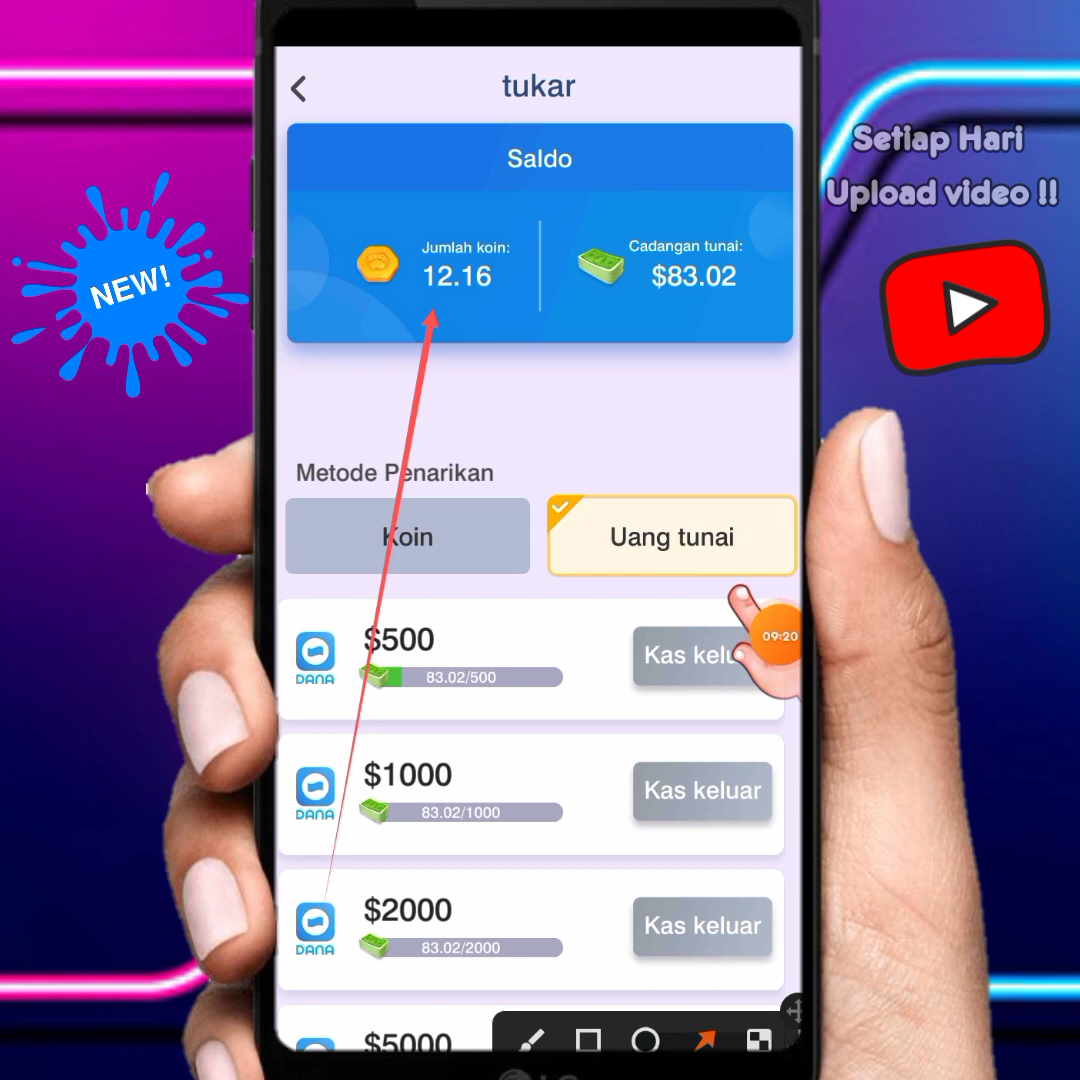 tukar
Saldo
Setiap Hari
Upload video !!
NEW!
Jumlah koin:
12.16
Cadangan tunai:
$83.02
Metode Penarikan
Koin
Uang tunai
$500
83.02/500
DANA
Kas kelu
09:20
$1000
83.02/1000
DANA
Kas keluar
$2000
83.02/2000
DANA
Kas keluar
$5000